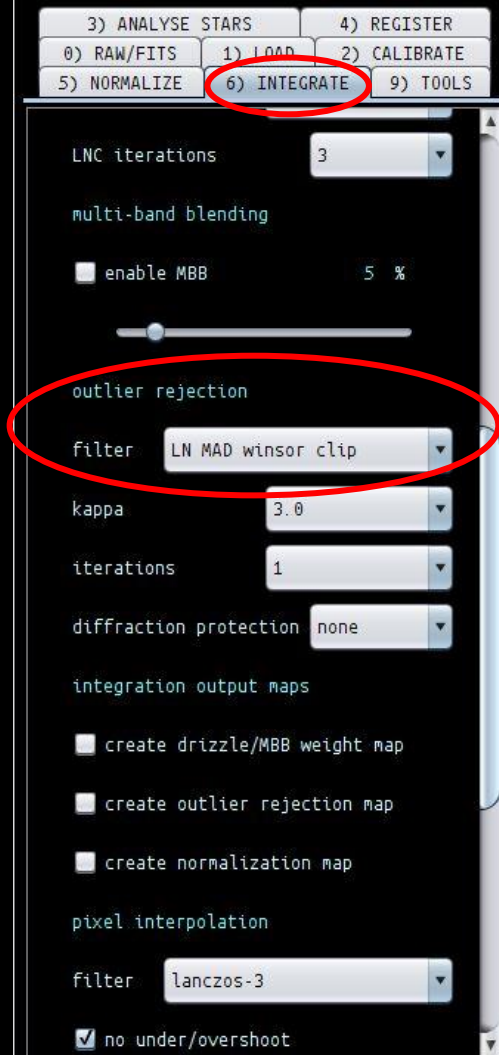 3) ANALYSE STARS 4) REGISTER
0) RAW/FITS 1) LOAD 2) CALIBRATE
5) NORMALIZE 6) INTEGRATE 9) TOOLS
LNC iterations 3
multi-band blending
enable MBB 5 %
outlier rejection
filter LN MAD winsor clip
kappa 3.0
iterations 1
diffraction protection none
integration output maps
create drizzle/MBB weight map
create outlier rejection map
create normalization map
pixel interpolation
filter lanczos-3
no under/overshoot